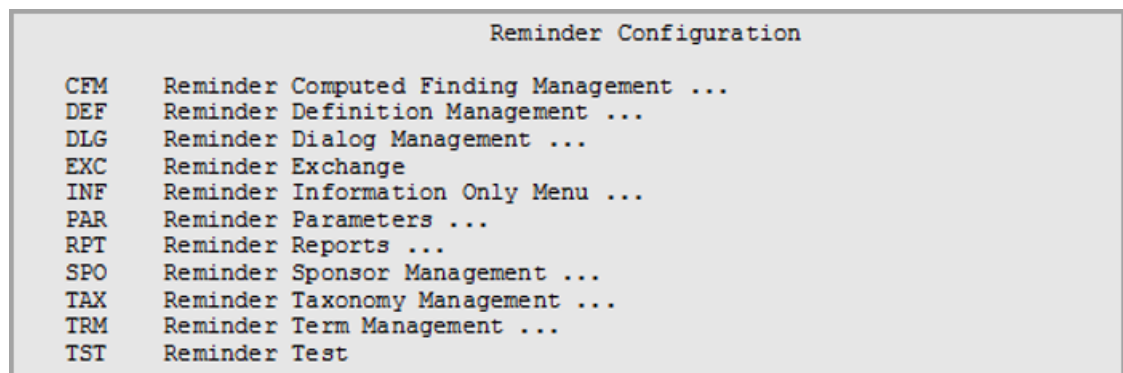 Reminder Configuration
CFM Reminder Computed Finding Management ...
DEF Reminder Definition Management ...
DLG Reminder Dialog Management ...
EXC Reminder Exchange
INF Reminder Information Only Menu ...
PAR Reminder Parameters ...
RPT Reminder Reports ...
SPO Reminder Sponsor Management ...
TAX Reminder Taxonomy Management ...
TRM Reminder Term Management ...
TST Reminder Test